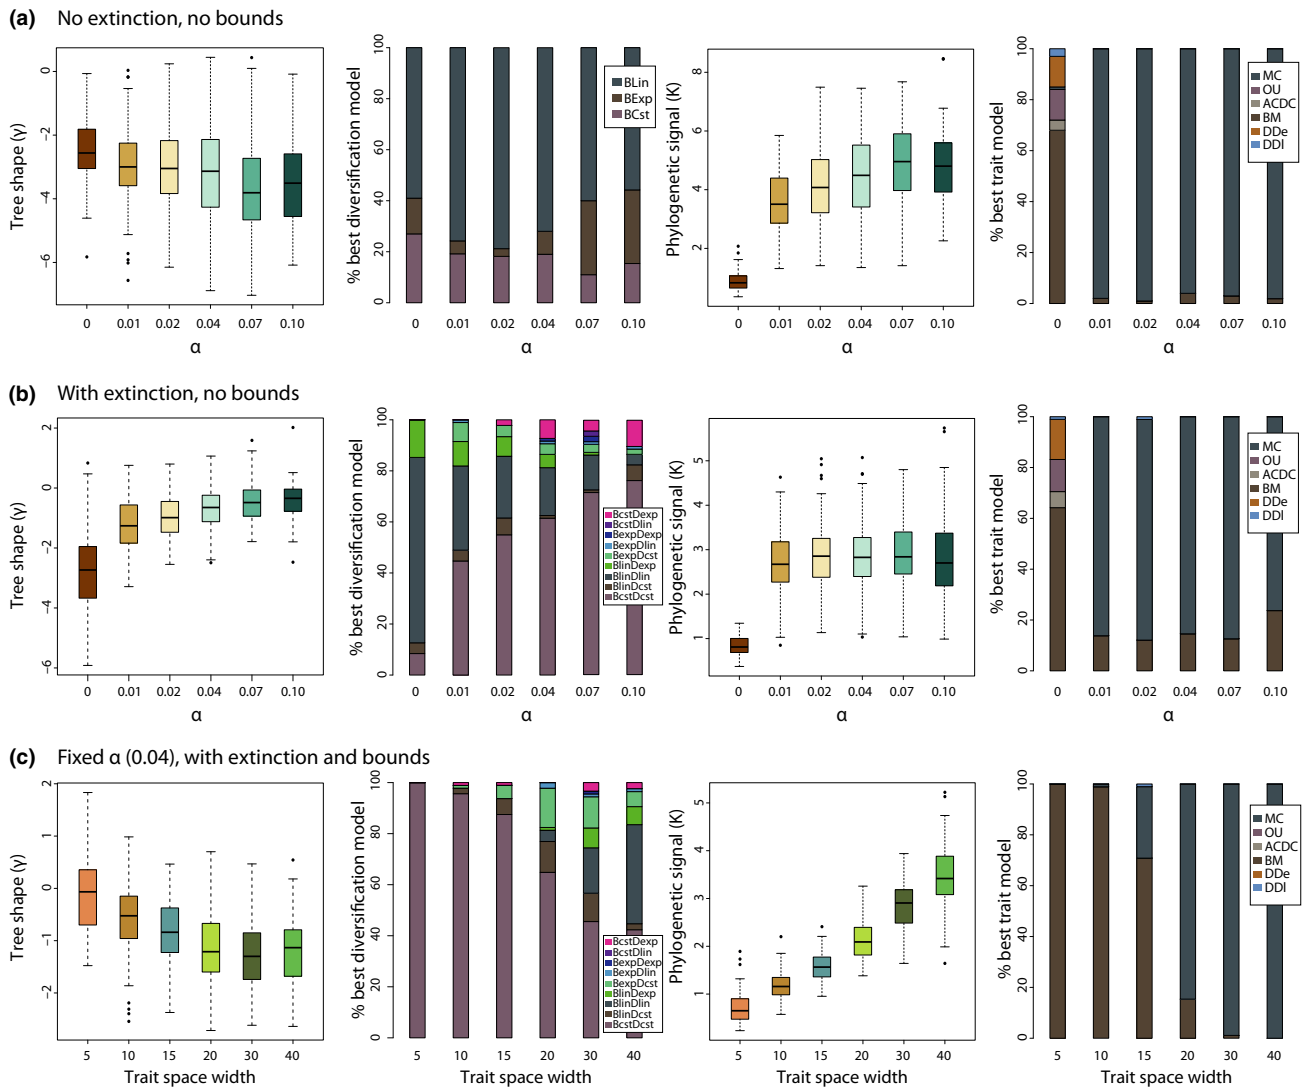 (a) No extinction, no bounds
Tree shape (γ)
0
−2
−4
−6
0 0.01 0.02 0.04 0.07 0.10
α
% best diversification model
0 20 40 60 80 100
BLin
BExp
BCst
0 0.01 0.02 0.04 0.07 0.10
α
Phylogenetic signal (K)
2 4 6 8
0 0.01 0.02 0.04 0.07 0.10
α
% best trait model
0 20 40 60 80 100
MC
OU
ACDC
BM
DDe
DDl
0 0.01 0.02 0.04 0.07 0.10
α
(b) With extinction, no bounds
Tree shape (γ)
2
0
−2
−4
−6
0 0.01 0.02 0.04 0.07 0.10
α
% best diversification model
0 20 40 60 80 100
BcstDexp
BcstDlin
BexpDexp
BexpDlin
BexpDcst
BlinDexp
BlinDlin
BlinDcst
BcstDcst
0 0.01 0.02 0.04 0.07 0.10
α
Phylogenetic signal (K)
1 2 3 4 5
0 0.01 0.02 0.04 0.07 0.10
α
% best trait model
0 20 40 60 80 100
MC
OU
ACDC
BM
DDe
DDl
0 0.01 0.02 0.04 0.07 0.10
α
(c) Fixed α (0.04), with extinction and bounds
Tree shape (γ)
2
1
0
−1
−2
5 10 15 20 30 40
Trait space width
% best diversification model
0 20 40 60 80 100
BcstDexp
BcstDlin
BexpDexp
BexpDlin
BexpDcst
BlinDexp
BlinDlin
BlinDcst
BcstDcst
5 10 15 20 30 40
Trait space width
Phylogenetic signal (K)
1 2 3 4 5
5 10 15 20 30 40
Trait space width
% best trait model
0 20 40 60 80 100
MC
OU
ACDC
BM
DDe
DDl
5 10 15 20 30 40
Trait space width